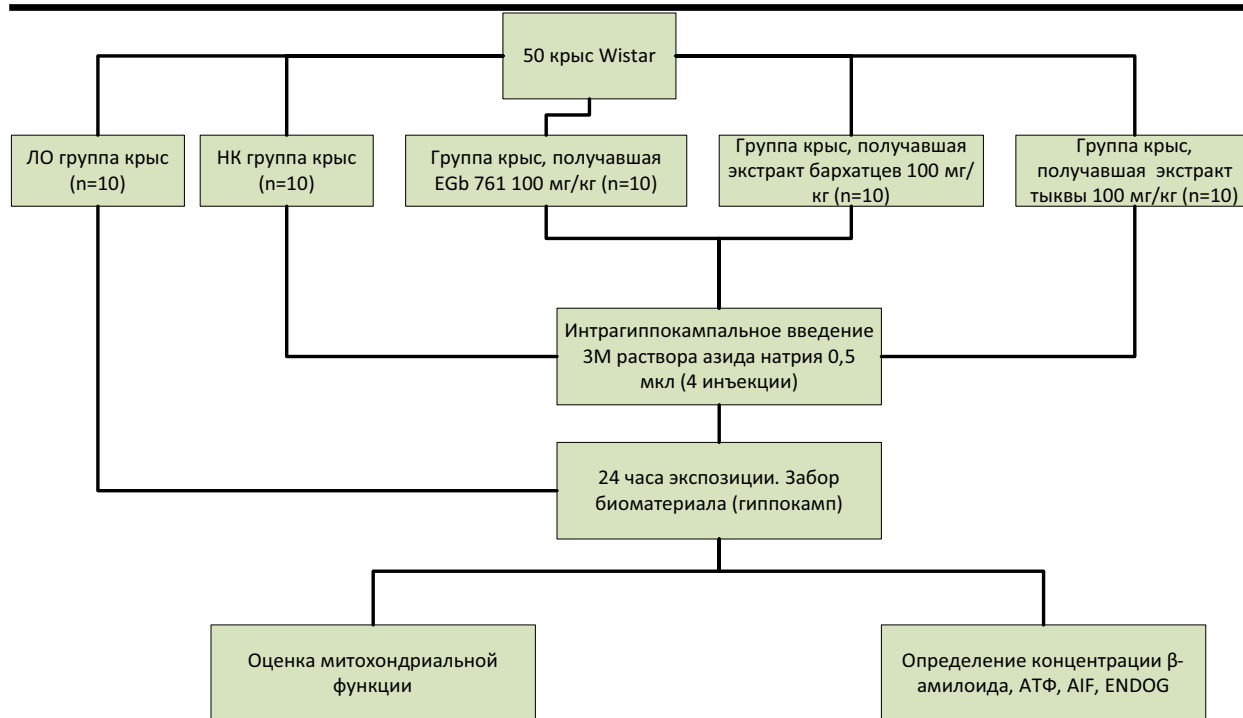 50 крыс Wistar
ЛО группа крыс
(n=10)
НК группа крыс
(n=10)
Группа крыс, получавшая
EGb 761 100 мг/кг (n=10)
Группа крыс, получавшая
экстракт бархатцев 100 мг/
кг (n=10)
Группа крыс,
получавшая экстракт
тыквы 100 мг/кг (n=10)
Интрагиппокампальное введение
3М раствора азида натрия 0,5
мкл (4 инъекции)
24 часа экспозиции. Забор
биоматериала (гиппокамп)
Оценка митохондриальной
функции
Определение концентрации β-
амилоида, АТФ, AIF, ENDOG